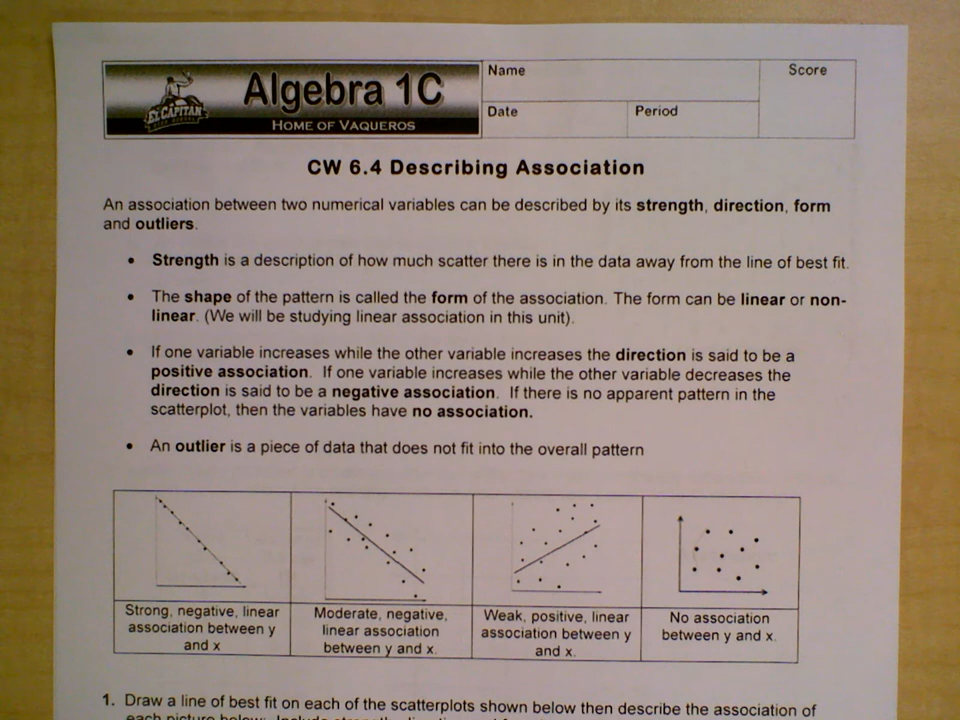 Algebra 1C
EL CAPITAN
HOME OF VAQUEROS
Name
Score
Date
Period
CW 6.4 Describing Association
An association between two numerical variables can be described by its strength, direction, form
and outliers.
• Strength is a description of how much scatter there is in the data away from the line of best fit.
• The shape of the pattern is called the form of the association. The form can be linear or non-
linear. (We will be studying linear association in this unit).
• If one variable increases while the other variable increases the direction is said to be a
positive association. If one variable increases while the other variable decreases the
direction is said to be a negative association. If there is no apparent pattern in the
scatterplot, then the variables have no association.
• An outlier is a piece of data that does not fit into the overall pattern
Strong, negative, linear
association between y
and x
Moderate, negative,
linear association
between y and x.
Weak, positive, linear
association between y
and x.
No association
between y and x.
1. Draw a line of best fit on each of the scatterplots shown below then describe the association of
each picture below. Include strength, direction, and